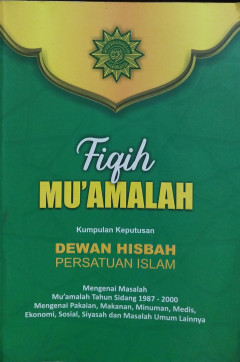 Fiqih
MU'AMALAH
Kumpulan Keputusan
DEWAN HISBAH
PERSATUAN ISLAM
Mengenai Masalah
Mu'amalah Tahun Sidang 1987 - 2000
Mengenai Pakaian, Makanan, Minuman, Medis,
Ekonomi, Sosial, Siyasah dan Masalah Umum Lainnya